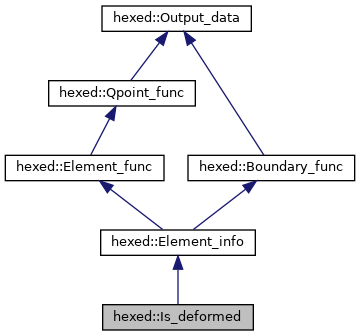 hexed::Output_data
hexed::Qpoint_func
hexed::Element_func
hexed::Boundary_func
hexed::Element_info
hexed::Is_deformed